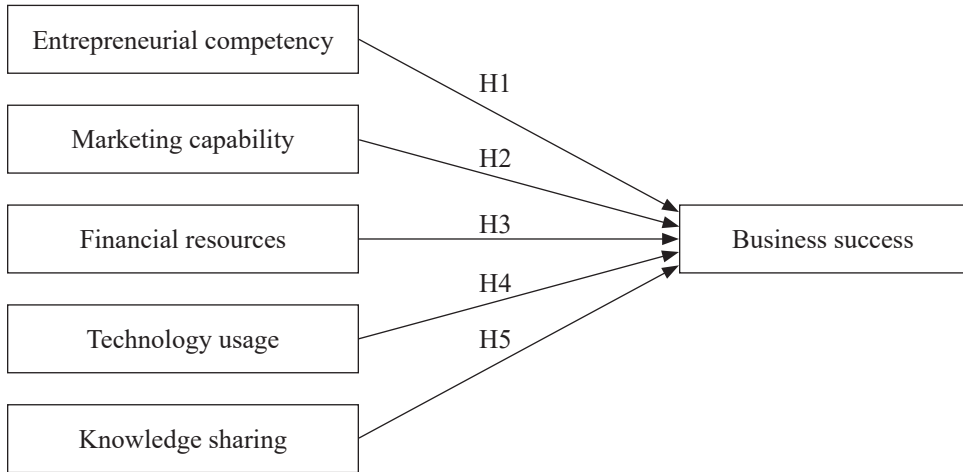 Entrepreneurial competency
H1
Marketing capability
H2
Financial resources
H3
Business success
H4
Technology usage
H5
Knowledge sharing